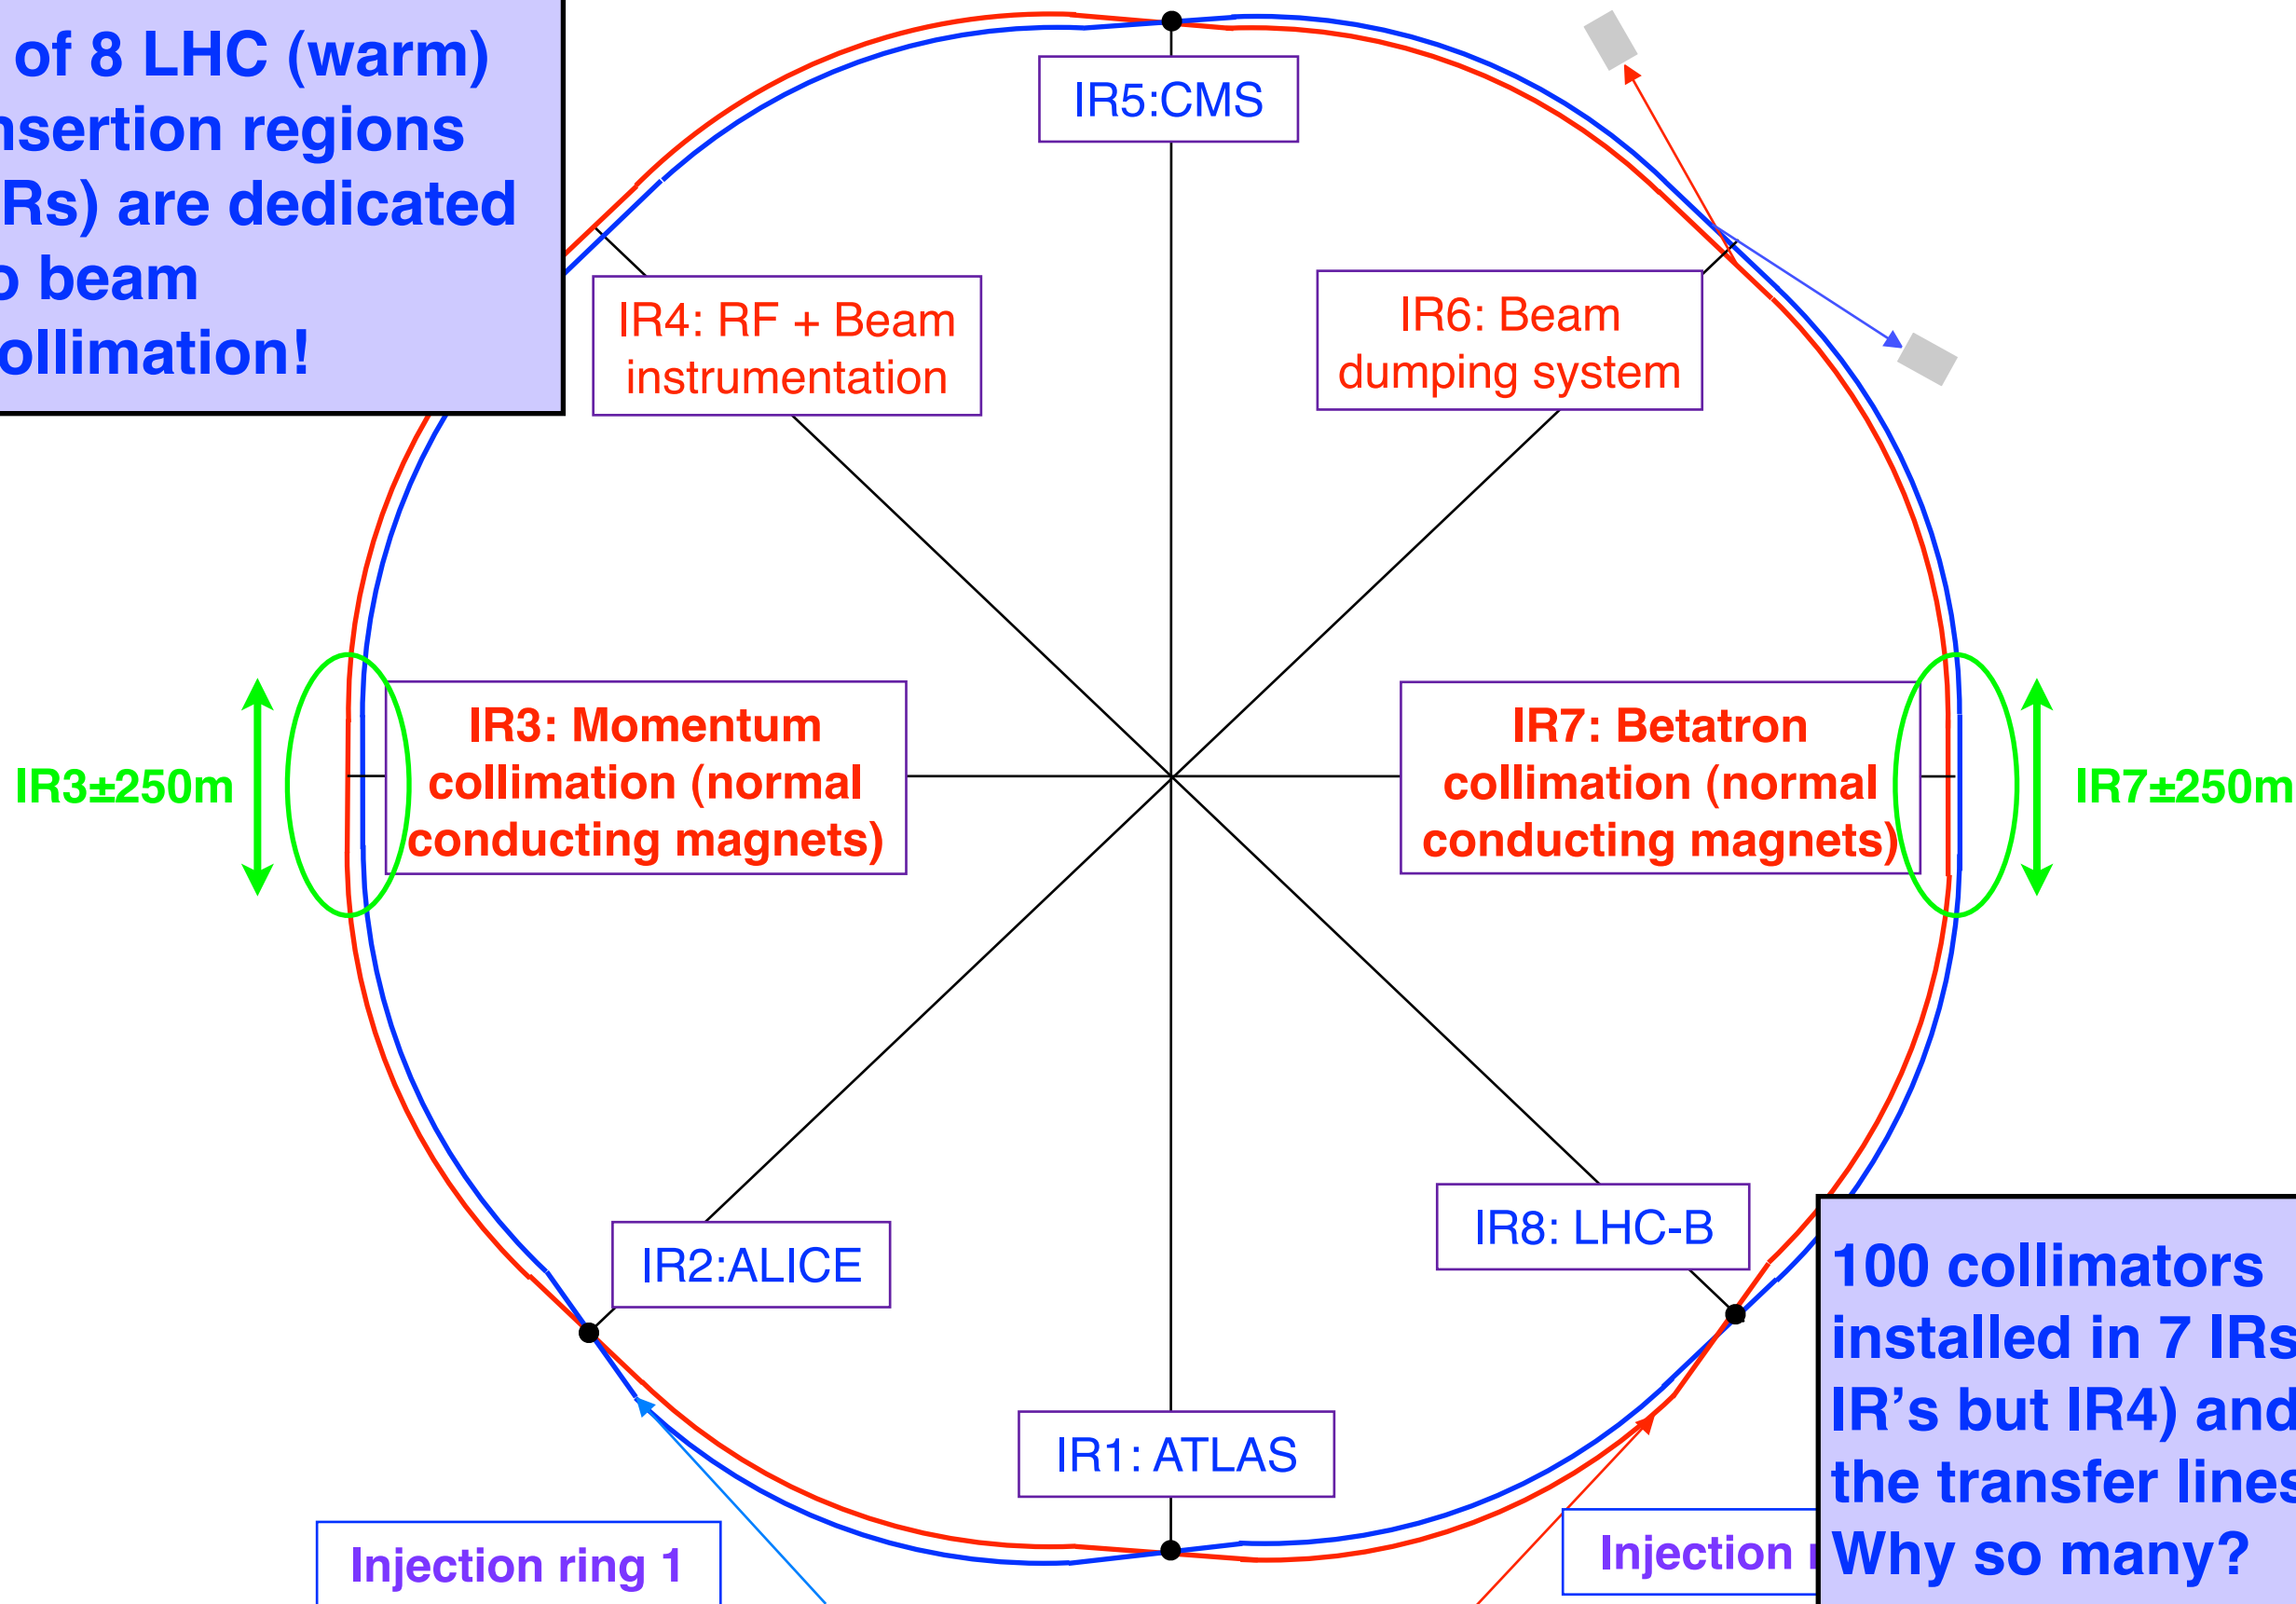 of 8 LHC (warm)
sertion regions
Rs) are dedicated
beam
ollimation!
IR5:CMS
IR4: RF + Beam
instrumentation
IR6: Beam
dumping system
IR3±250m
IR3: Momentum
collimation (normal
conducting magnets)
IR7: Betatron
collimation (normal
conducting magnets)
IR7±250m
IR2:ALICE
IR8: LHC-B
IR1: ATLAS
Injection ring 1
Injection
100 collimators
installed in 7 IRs
IR’s but IR4) and
the transfer lines
Why so many?